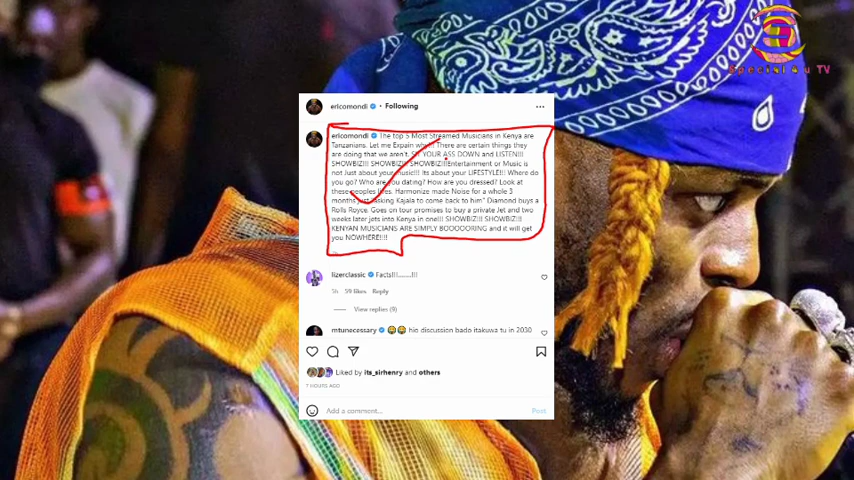 Special 4 u TV
ericmondi • Following
ericomondi The top 5 Most Streamed Musicians in Kenya are
Tanzanians. Let me Expain why!!! There are certain things they
are doing that we aren't. SIT YOUR ASS DOWN and LISTEN!!!
SHOWBIZ!!! SHOWBIZ!! SHOWBIZ!!!Entertainment or Music is
not Just about your music!!! Its about your LIFESTYLE!!! Where do
you go? Who are you dating? How are you dressed? Look at
these peoples lives. Harmonize made Noise for a whole 3
months just "asking Kajala to come back to him" Diamond buys a
Rolls Royce. Goes on tour promises to buy a private Jet and two
weeks later jets into Kenya in one!!! SHOWBIZ!!! SHOWBIZ!!!
KENYAN MUSICIANS ARE SIMPLY BOOOOORING and it will get
you NOWHERE!!!!
lizerclassic Facts!!!.........!!!
5h 59 likes Reply
View replies (9)
mtunecessary hio discussion bado itakuwa tu in 2030
Liked by its_sirhenry and others
7 HOURS AGO
Add a comment...
Post